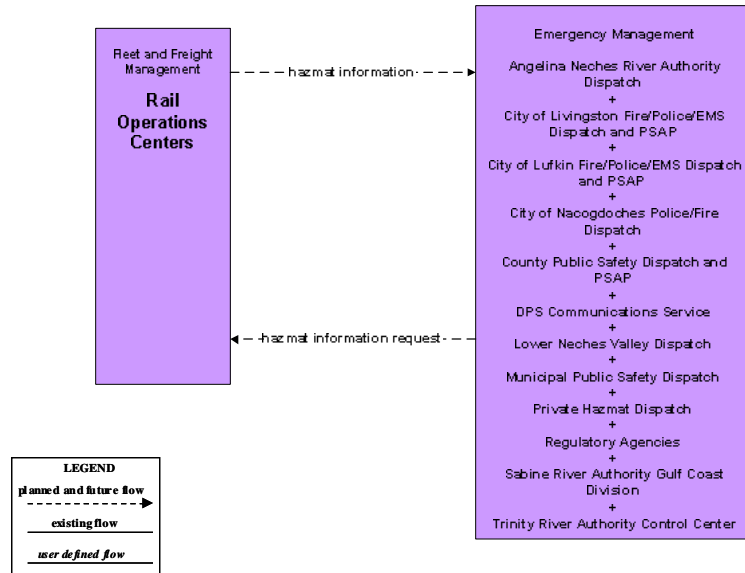 Reet and Freight
Management
Rail
Operations
Centers
hazmat information
hazmat information request
Emergency Management
Angelina Neches River Authority
Dispatch
+
City of Livingston Fire/Police/EMS
Dispatch and PSAP
+
City of Lufkin Fire/Police/EMS Dispatch
and PSAP
+
City of Nacogdoches Police/Fire
Dispatch
+
County Public Safety Dispatch and
PSAP
+
DPS Communications Service
+
Lower Neches Valley Dispatch
+
Municipal Public Safety Dispatch
+
Private Hazmat Dispatch
+
Regulatory Agencies
+
Sabine River Authority Gulf Coast
Division
+
Trinity River Authority Control Center
LEGEND
planned and future flow
existing flow
user defined flow